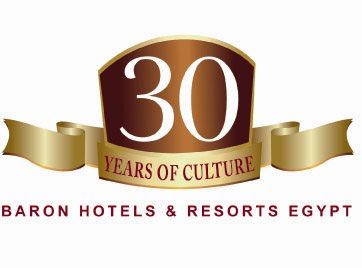 30
YEARS OF CULTURE
BARON HOTELS & RESORTS EGYPT